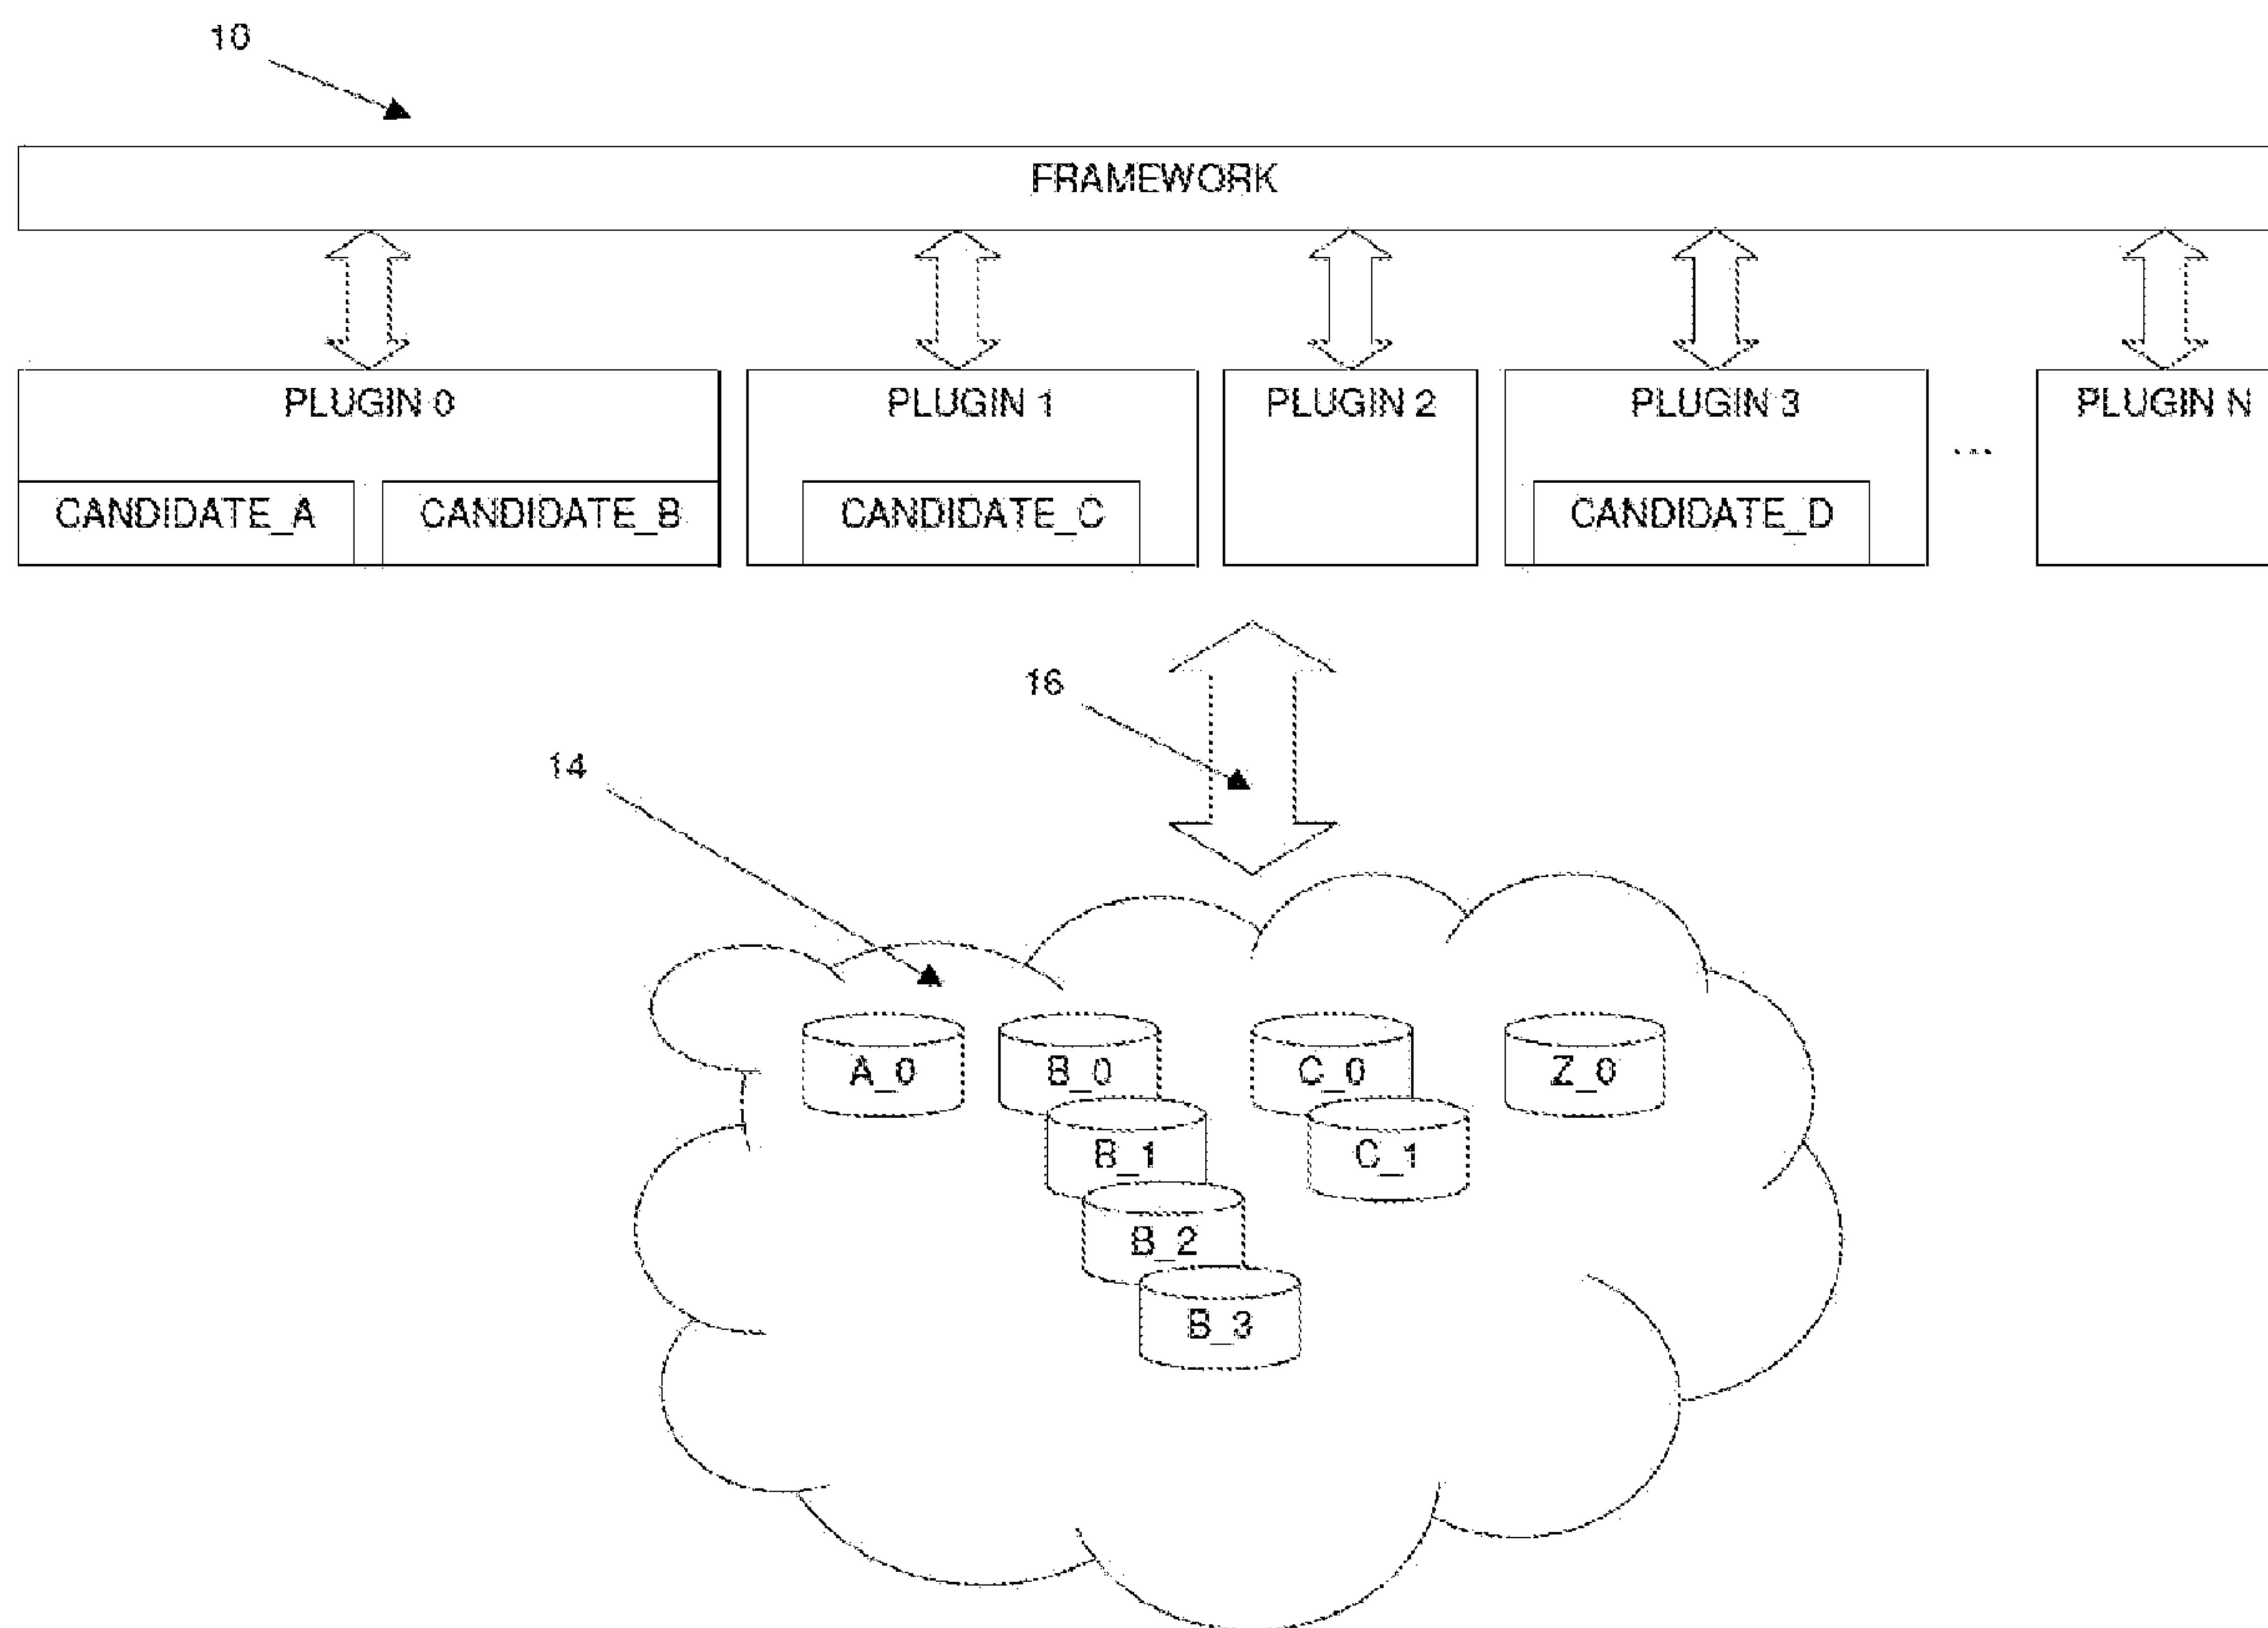 10
FRAMEWORK
PLUGIN 0
PLUGIN 1
PLUGIN 2
PLUGIN 3
...
PLUGIN N
CANDIDATE_A
CANDIDATE_B
CANDIDATE_C
CANDIDATE_D
16
14
A_0
B_0
C_0
Z_0
B_1
C_1
B_2
B_3